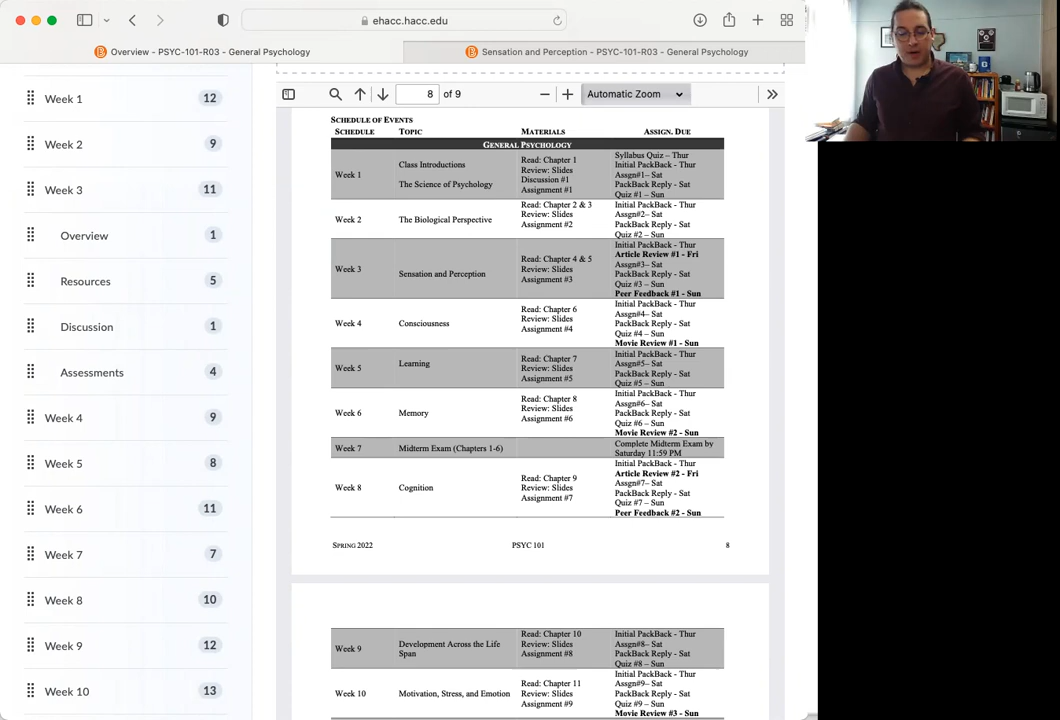 ehacc.hacc.edu
Overview - PSYC-101-R03 - General Psychology
Sensation and Perception - PSYC-101-R03 - General Psychology
Week 1 12
Week 2 9
Week 3 11
Overview 1
Resources 5
Discussion 1
Assessments 4
Week 4 9
Week 5 8
Week 6 11
Week 7 7
Week 8 10
Week 9 12
Week 10 13
8 of 9
Automatic Zoom
SCHEDULE OF EVENTS
SCHEDULE TOPIC MATERIALS ASSIGN. DUE
GENERAL PSYCHOLOGY
Week 1
Class Introductions
The Science of Psychology
Read: Chapter 1
Review: Slides
Discussion #1
Assignment #1
Syllabus Quiz – Thur
Initial PackBack - Thur
Assgn#1– Sat
PackBack Reply - Sat
Quiz #1 – Sun
Week 2
The Biological Perspective
Read: Chapter 2 & 3
Review: Slides
Assignment #2
Initial PackBack - Thur
Assgn#2– Sat
PackBack Reply - Sat
Quiz #2 – Sun
Week 3
Sensation and Perception
Read: Chapter 4 & 5
Review: Slides
Assignment #3
Initial PackBack - Thur
Article Review #1 - Fri
Assgn#3– Sat
PackBack Reply - Sat
Quiz #3 – Sun
Peer Feedback #1 - Sun
Week 4
Consciousness
Read: Chapter 6
Review: Slides
Assignment #4
Initial PackBack - Thur
Assgn#4– Sat
PackBack Reply - Sat
Quiz #4 – Sun
Movie Review #1 - Sun
Week 5
Learning
Read: Chapter 7
Review: Slides
Assignment #5
Initial PackBack - Thur
Assgn#5– Sat
PackBack Reply - Sat
Quiz #5 – Sun
Week 6
Memory
Read: Chapter 8
Review: Slides
Assignment #6
Initial PackBack - Thur
Assgn#6– Sat
PackBack Reply - Sat
Quiz #6 – Sun
Movie Review #2 - Sun
Week 7
Midterm Exam (Chapters 1-6)
Complete Midterm Exam by
Saturday 11:59 PM
Week 8
Cognition
Read: Chapter 9
Review: Slides
Assignment #7
Initial PackBack - Thur
Article Review #2 - Fri
Assgn#7– Sat
PackBack Reply - Sat
Quiz #7 – Sun
Peer Feedback #2 - Sun
SPRING 2022 PSYC 101 8
Week 9
Development Across the Life
Span
Read: Chapter 10
Review: Slides
Assignment #8
Initial PackBack - Thur
Assgn#8– Sat
PackBack Reply - Sat
Quiz #8 – Sun
Week 10
Motivation, Stress, and Emotion
Read: Chapter 11
Review: Slides
Assignment #9
Initial PackBack - Thur
Assgn#9– Sat
PackBack Reply - Sat
Quiz #9 – Sun
Movie Review #3 - Sun